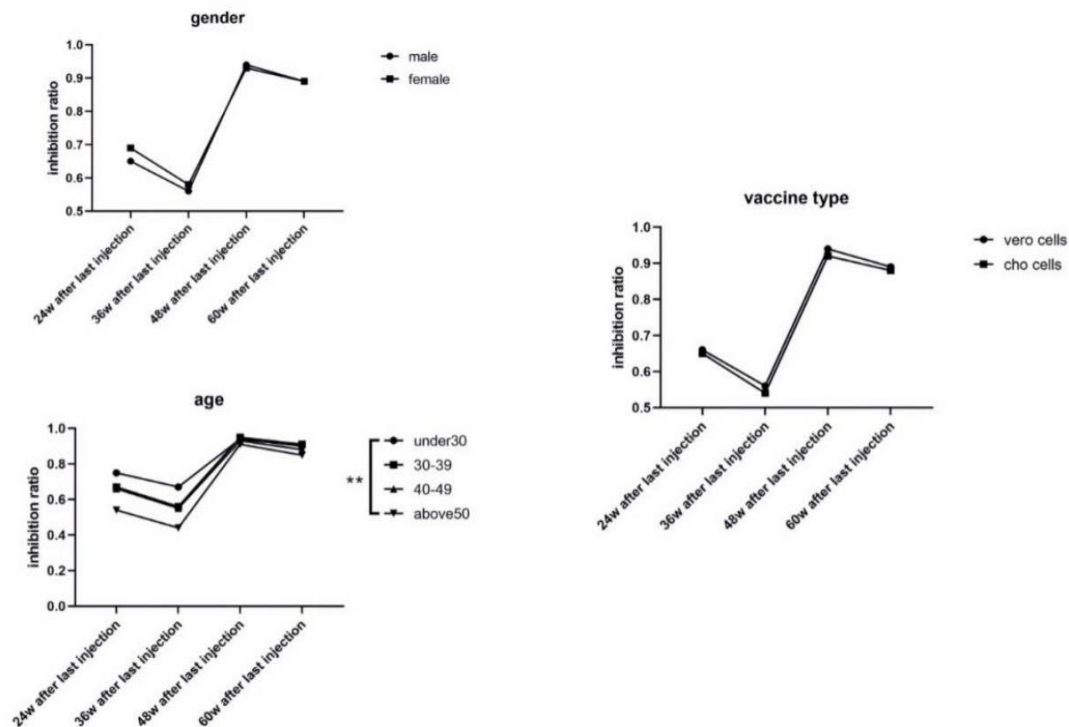 gender
1.0
0.9
0.8
0.7
0.6
0.5
inhibition ratio
24w after last injection
36w after last injection
48w after last injection
60w after last injection
male
female
vaccine type
1.0
0.9
0.8
0.7
0.6
0.5
inhibition ratio
24w after last injection
36w after last injection
48w after last injection
60w after last injection
vero cells
cho cells
age
1.0
0.8
0.6
0.4
0.2
0.0
inhibition ratio
24w after last injection
36w after last injection
48w after last injection
60w after last injection
**
under30
30-39
40-49
above50